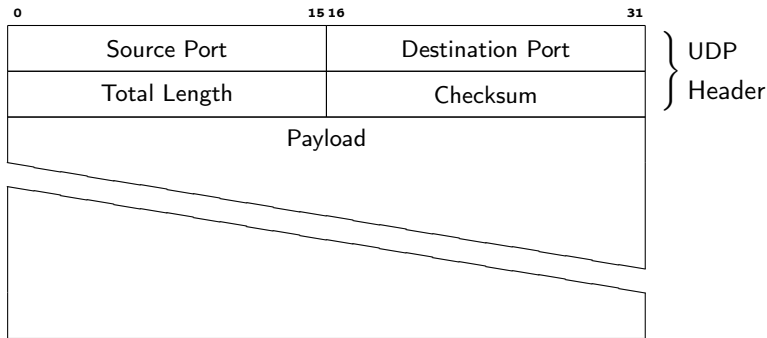 0 15 16 31
Source Port Destination Port UDP
Total Length Checksum Header
Payload